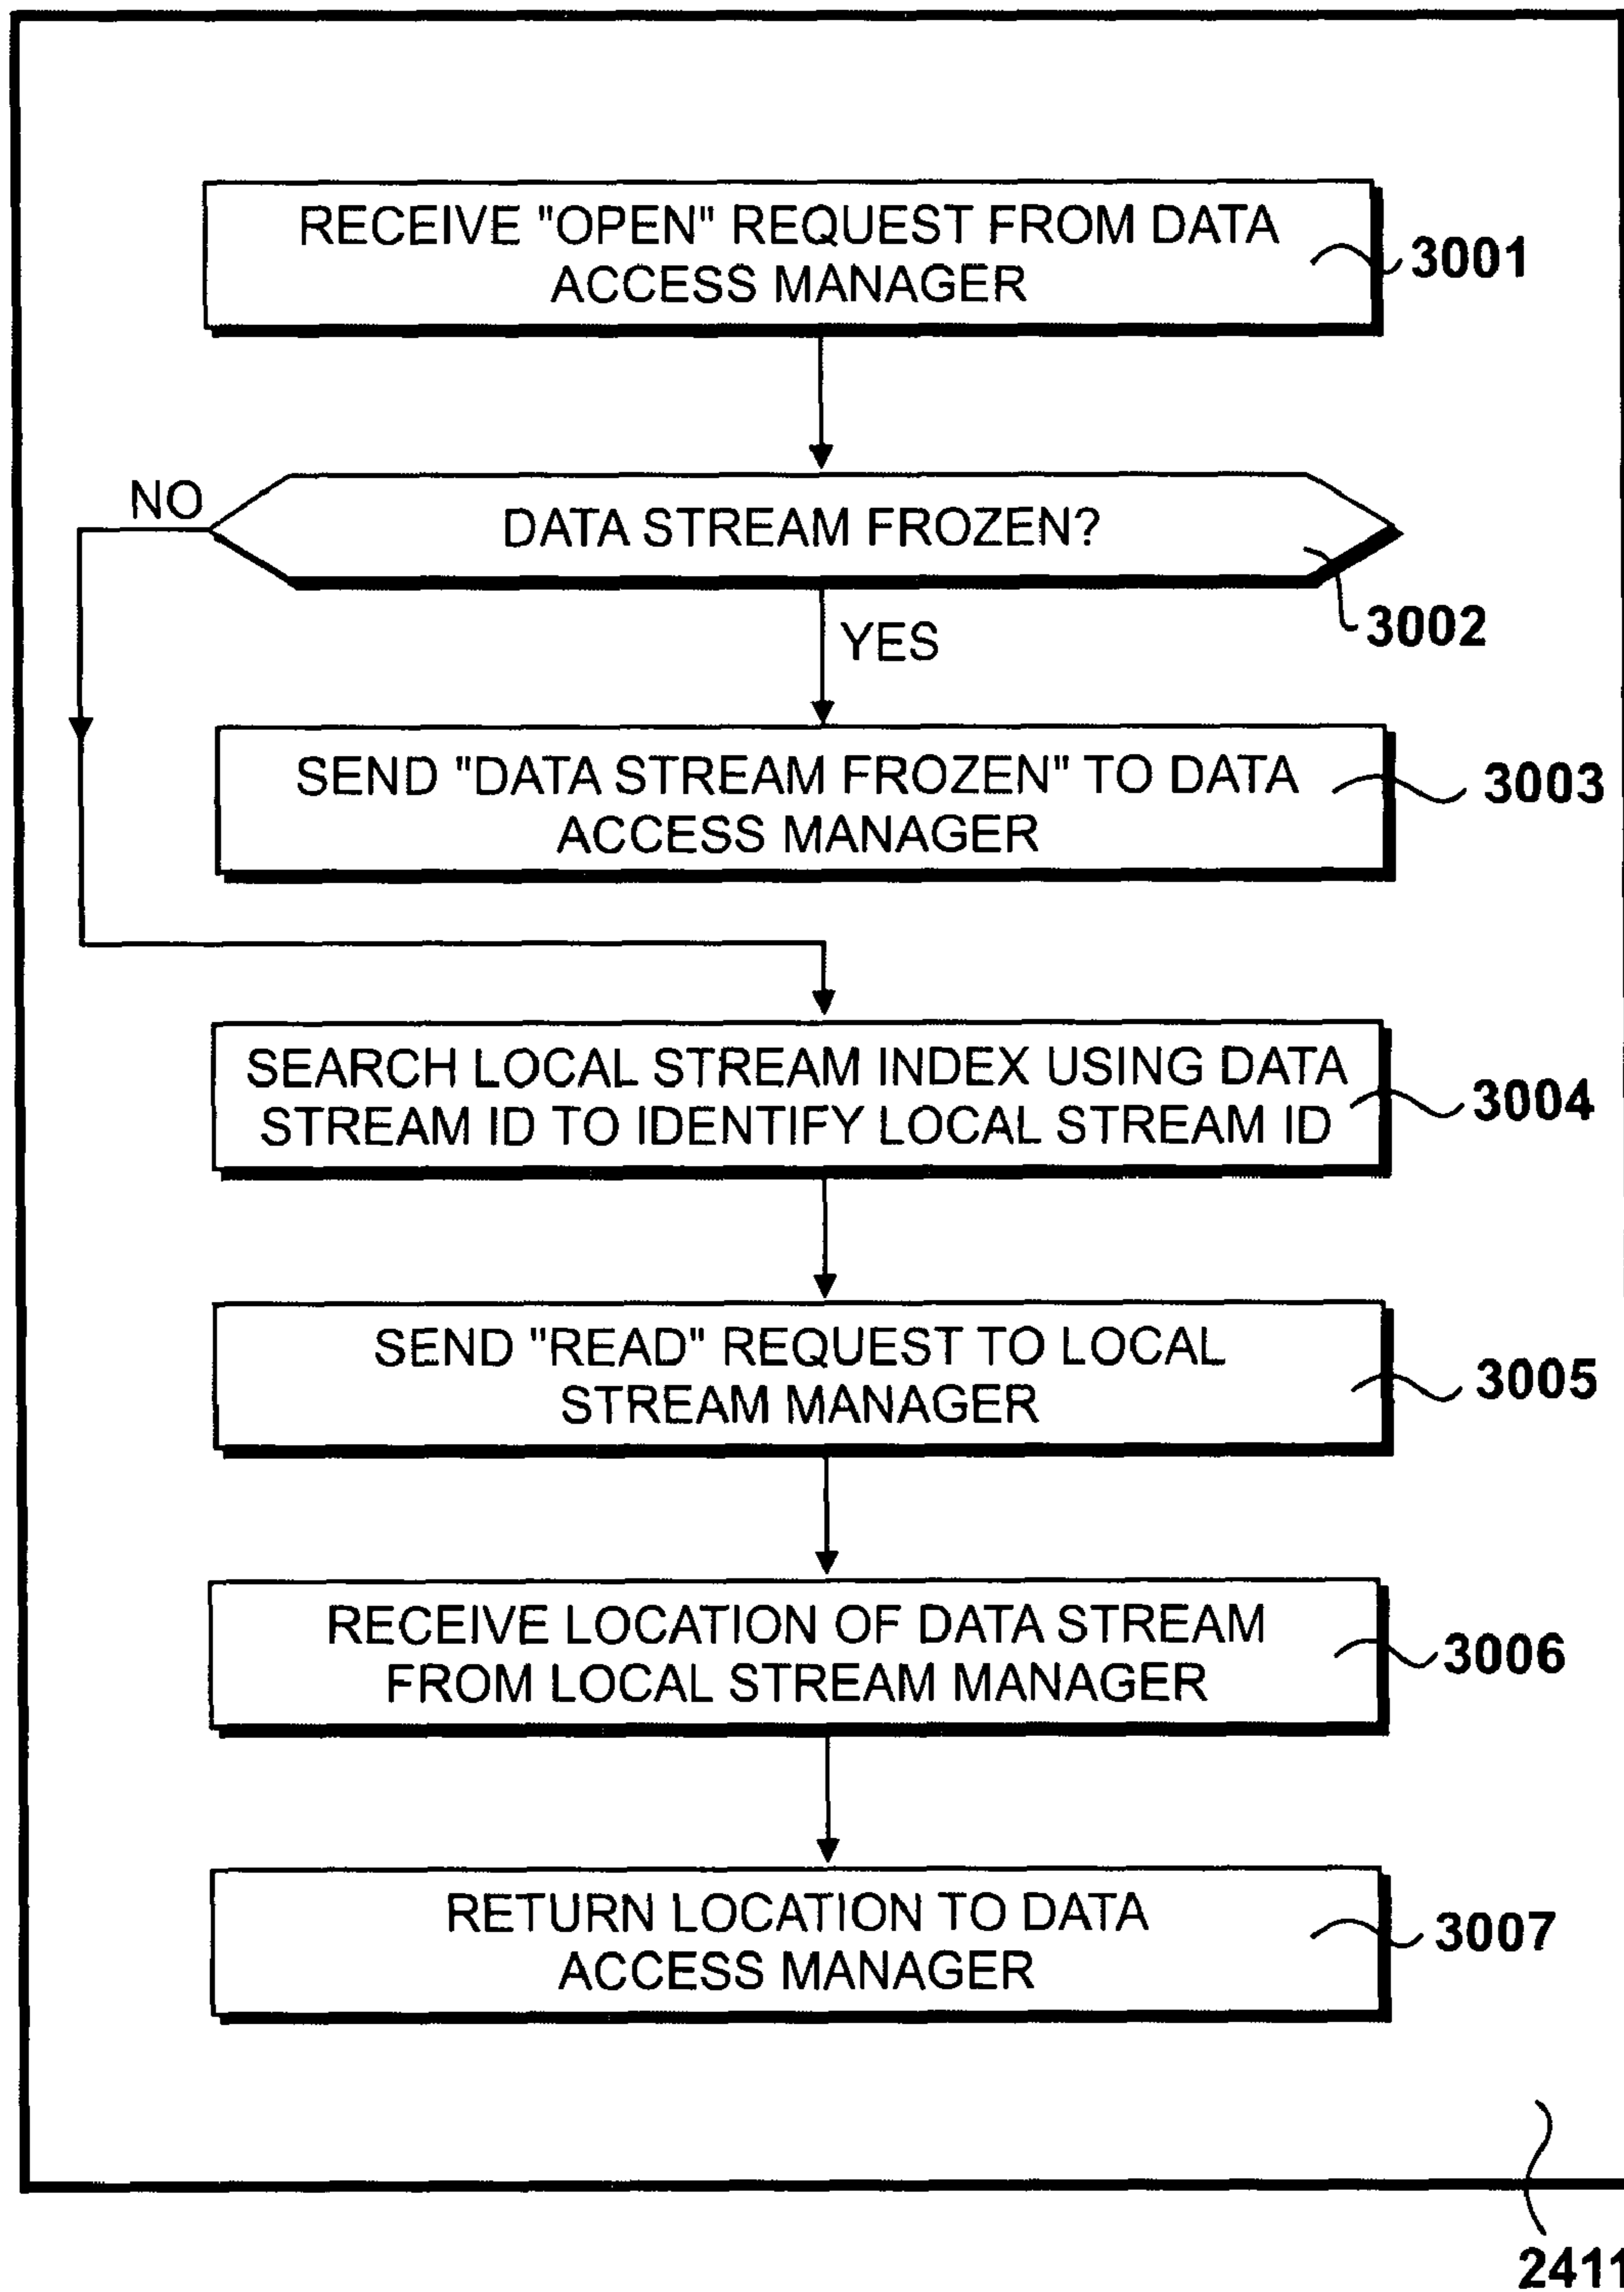 RECEIVE "OPEN" REQUEST FROM DATA
ACCESS MANAGER
3001
NO
DATA STREAM FROZEN?
3002
YES
SEND "DATA STREAM FROZEN" TO DATA
ACCESS MANAGER
3003
SEARCH LOCAL STREAM INDEX USING DATA
STREAM ID TO IDENTIFY LOCAL STREAM ID
3004
SEND "READ" REQUEST TO LOCAL
STREAM MANAGER
3005
RECEIVE LOCATION OF DATA STREAM
FROM LOCAL STREAM MANAGER
3006
RETURN LOCATION TO DATA
ACCESS MANAGER
3007
2411